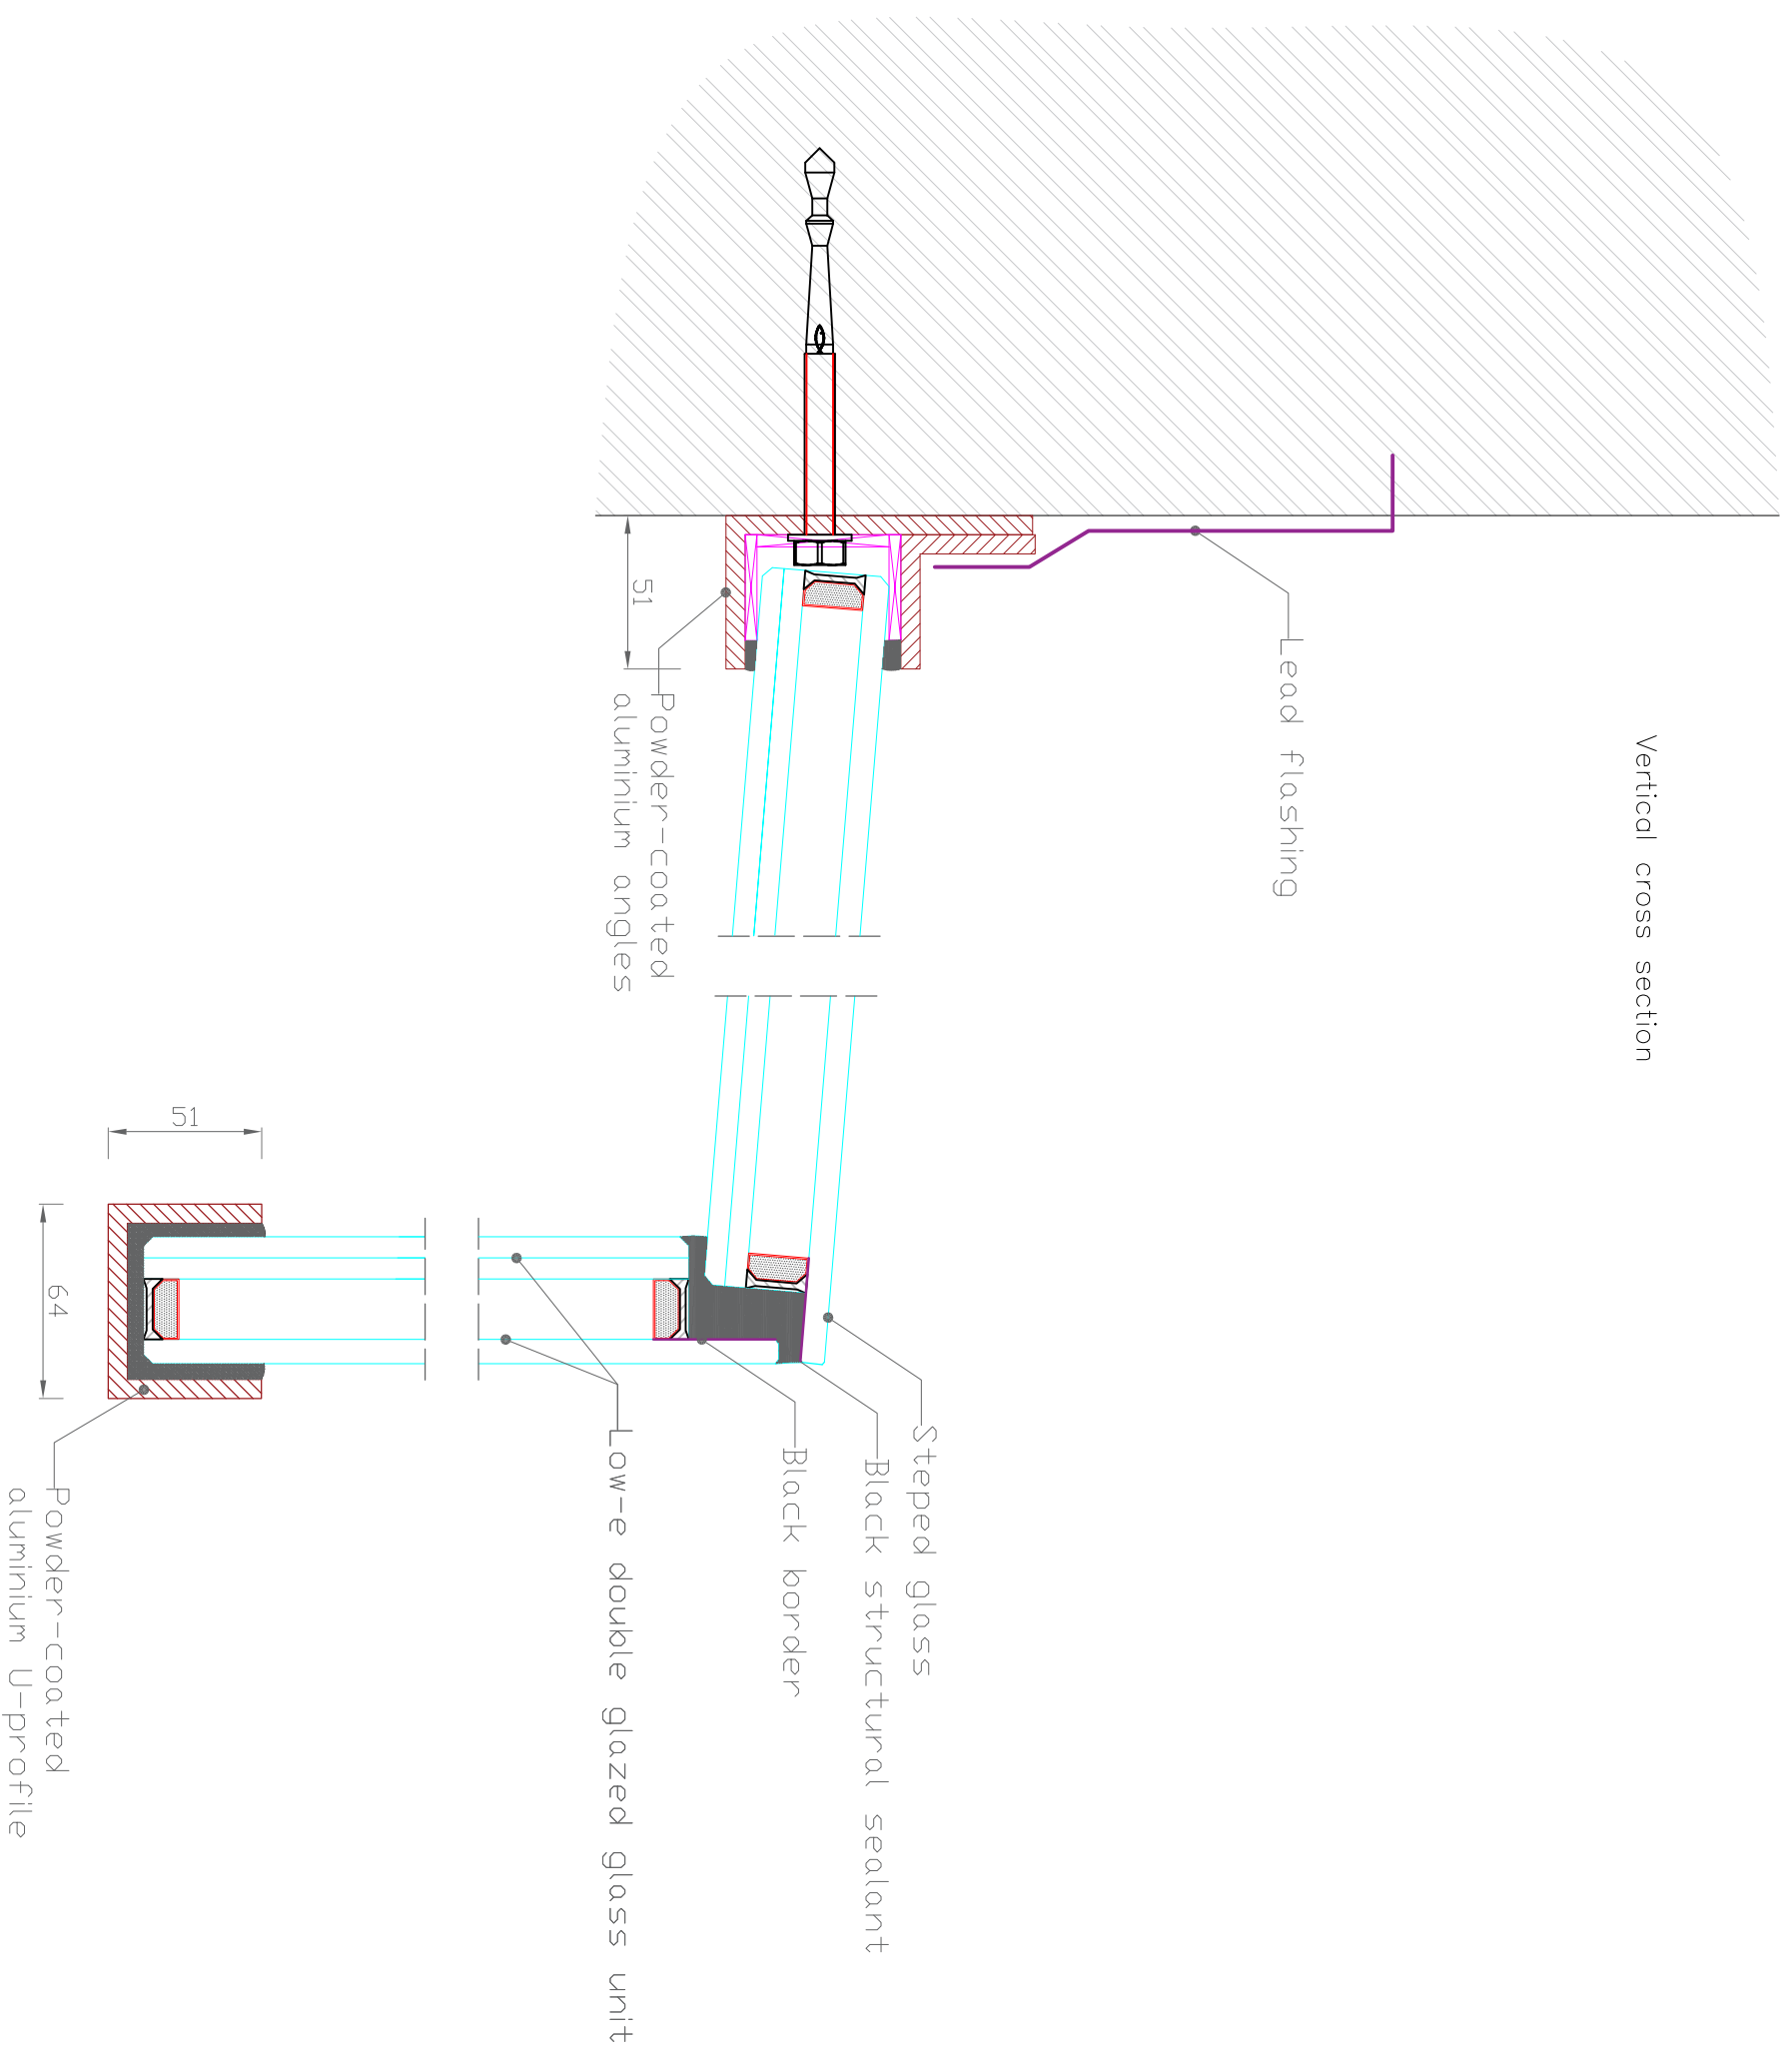 Vertical cross section
Lead flashing
51
Powder-coated
aluminium angles
Steped glass
Black structural sealant
Black border
Low-e double glazed glass unit
51
64
Powder-coated
aluminium U-profile